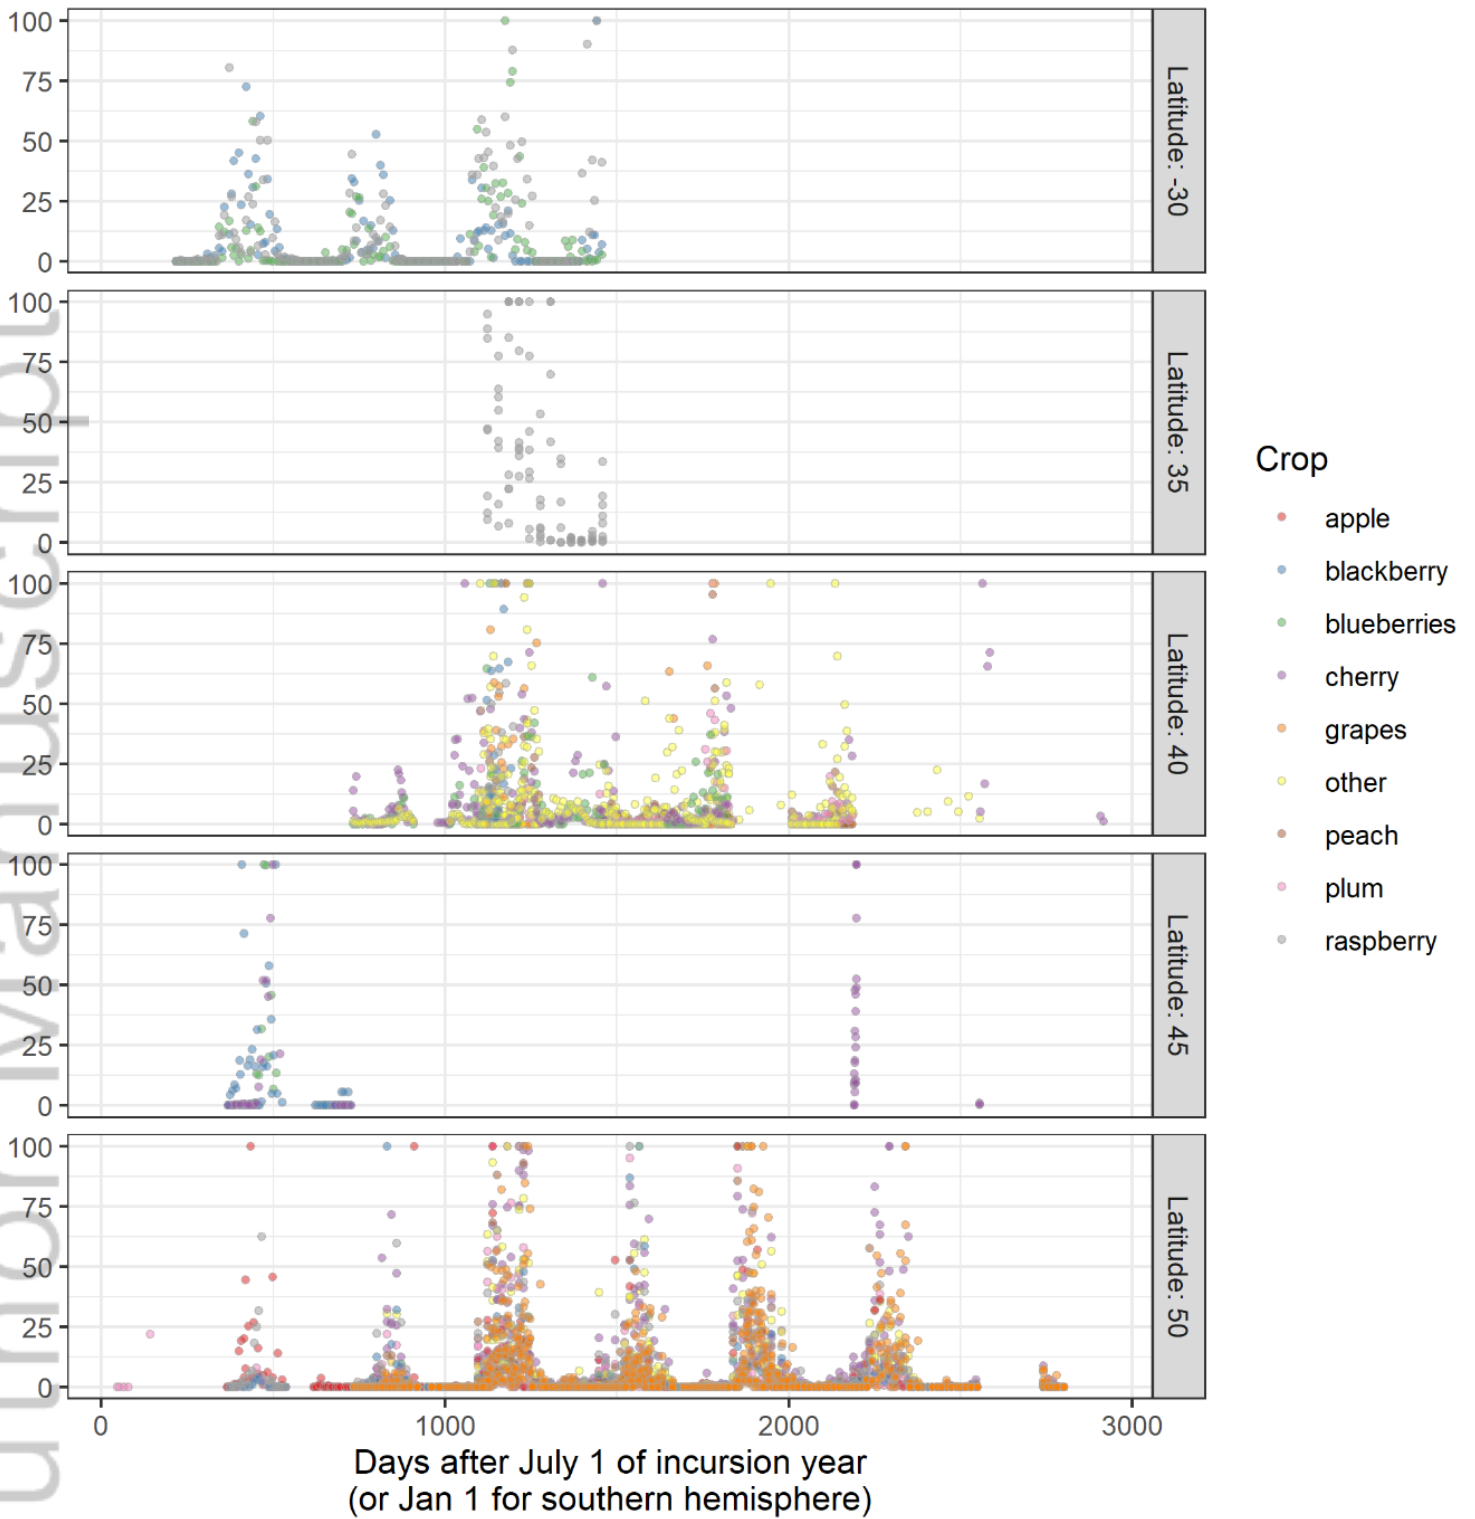 100
75
50
25
0
Latitude: -30
100
75
50
25
0
Latitude: 35
100
75
50
25
0
Latitude: 40
100
75
50
25
0
Latitude: 45
100
75
50
25
0
Latitude: 50
0 1000 2000 3000
Days after July 1 of incursion year
(or Jan 1 for southern hemisphere)
Crop
apple
blackberry
blueberries
cherry
grapes
other
peach
plum
raspberry